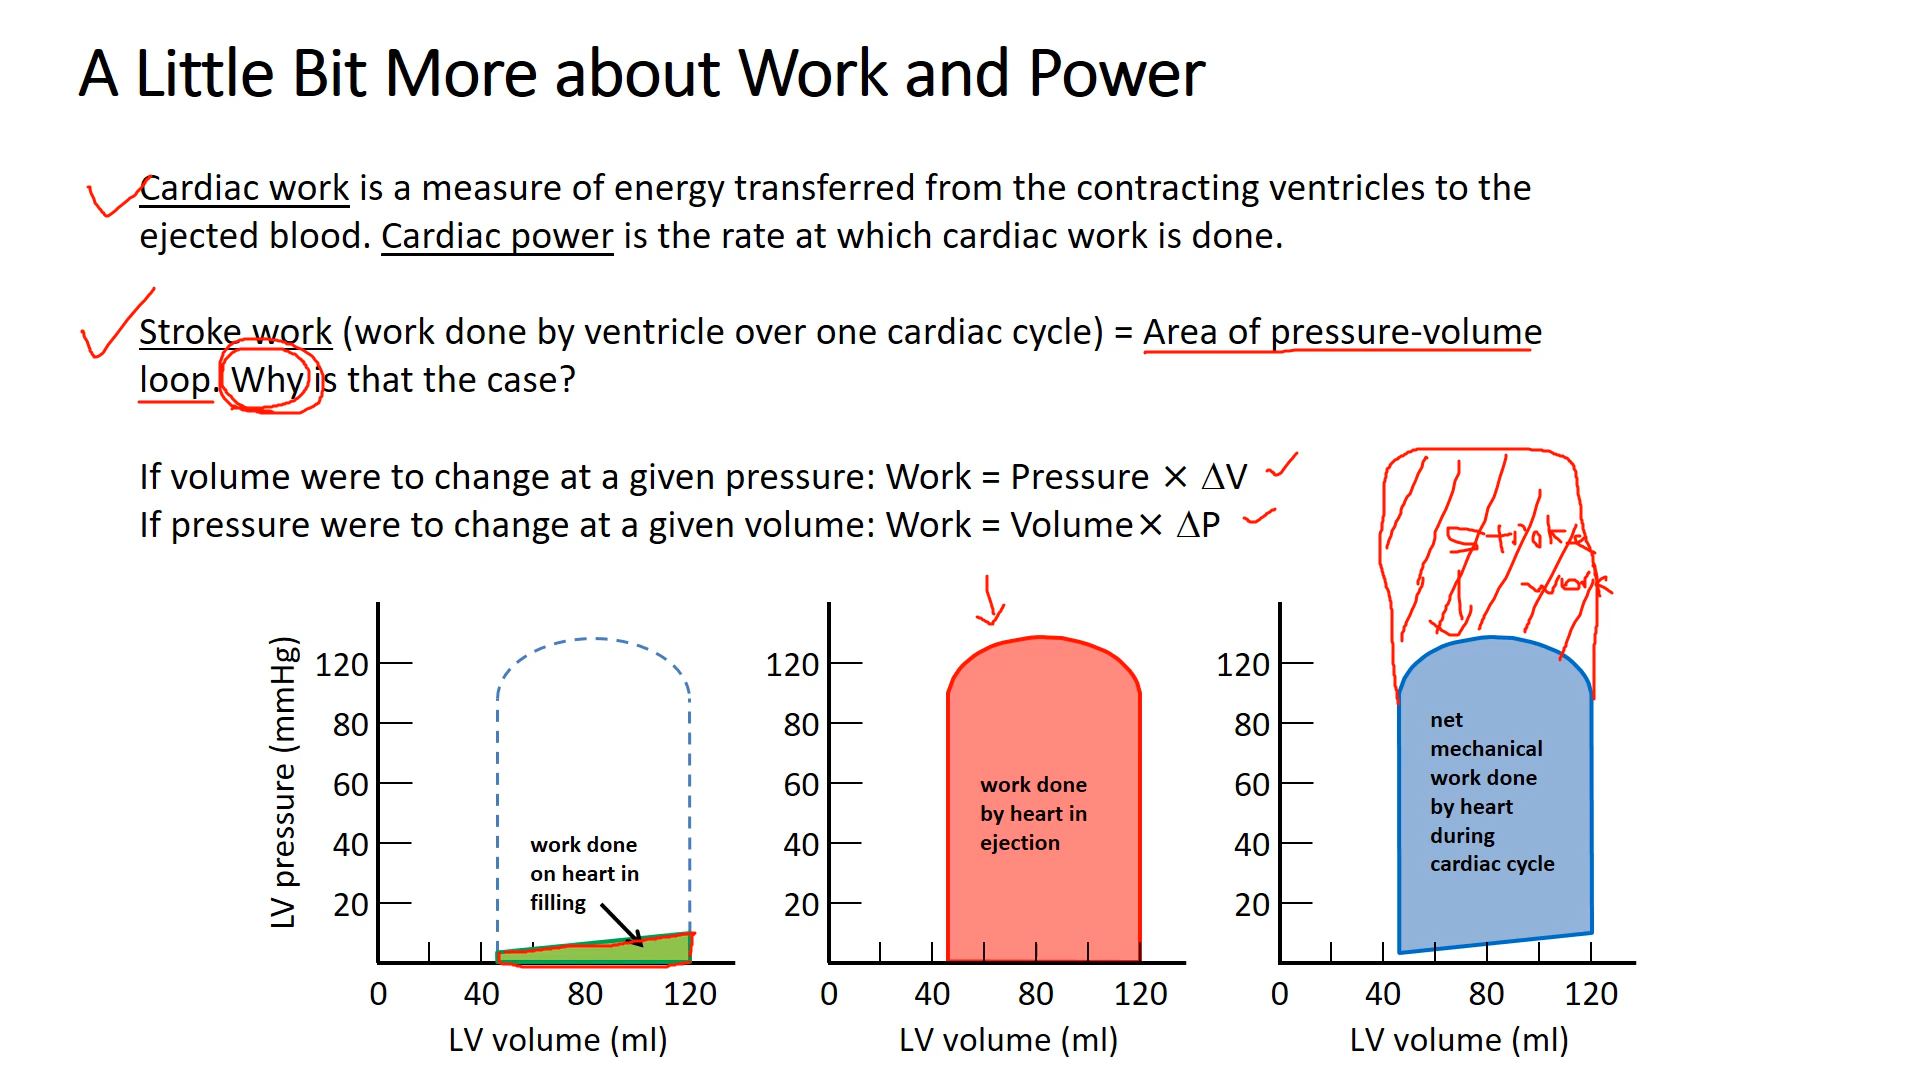 A Little Bit More about Work and Power
Cardiac work is a measure of energy transferred from the contracting ventricles to the
ejected blood. Cardiac power is the rate at which cardiac work is done.
Stroke work (work done by ventricle over one cardiac cycle) = Area of pressure-volume
loop. Why is that the case?
If volume were to change at a given pressure: Work = Pressure × ΔV
If pressure were to change at a given volume: Work = Volume× ΔP
Stroke
work
LV pressure (mmHg)
120
80
60
40
20
work done
on heart in
filling
0 40 80 120
LV volume (ml)
120
80
60
40
20
work done
by heart in
ejection
0 40 80 120
LV volume (ml)
120
80
60
40
20
net
mechanical
work done
by heart
during
cardiac cycle
0 40 80 120
LV volume (ml)